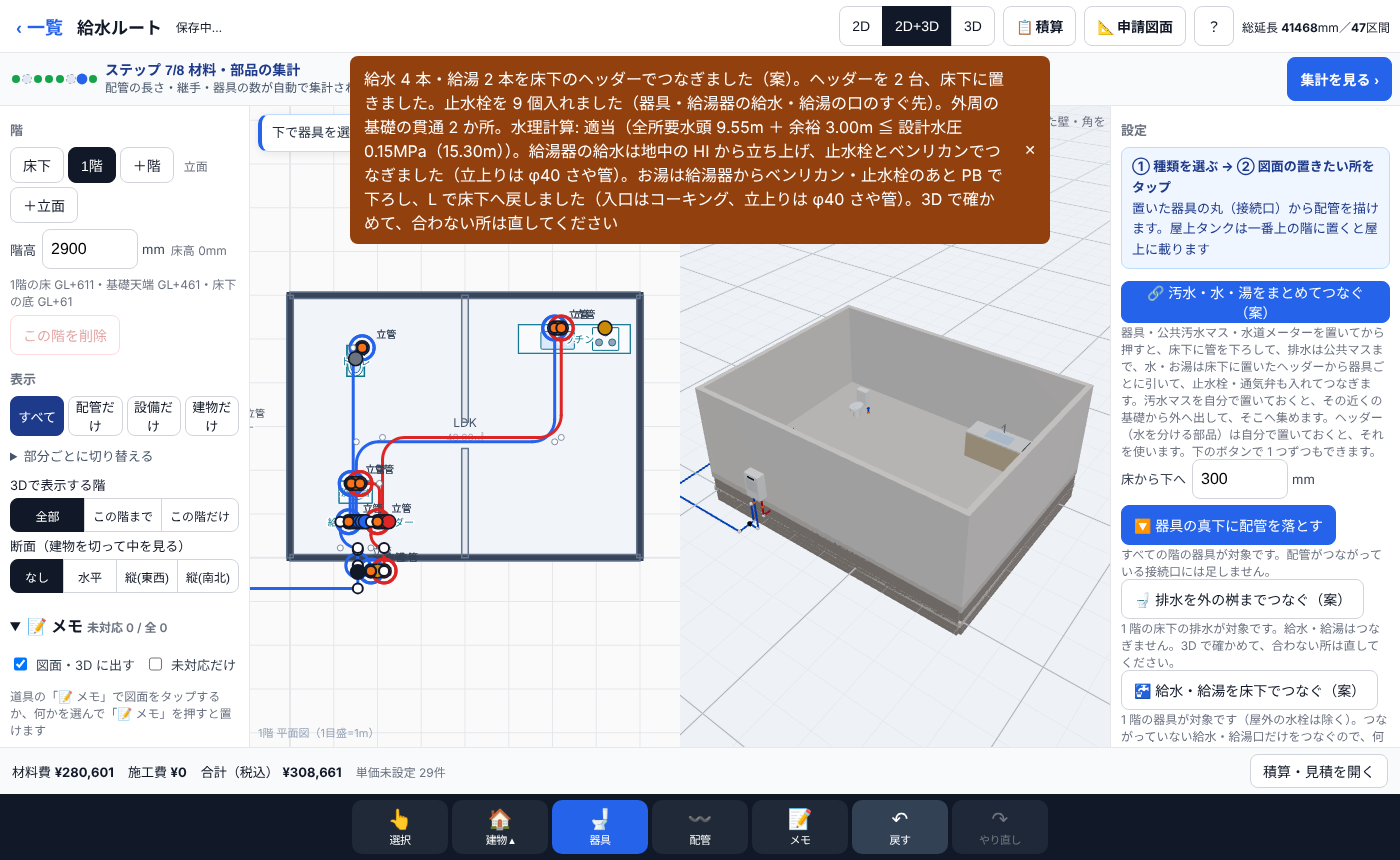 ‹ 一覧 給水ルート 保存中…
2D 2D+3D 3D 📋 積算 📐 申請図面 ? 総延長 41468mm／47区間
ステップ 7/8 材料・部品の集計
配管の長さ・継手・器具の数が自動で集計され
集計を見る ›
給水 4 本・給湯 2 本を床下のヘッダーでつなぎました（案）。ヘッダーを 2 台、床下に置
きました。止水栓を 9 個入れました（器具・給湯器の給水・給湯の口のすぐ先）。外周の
基礎の貫通 2 か所。水理計算: 適当（全所要水頭 9.55m ＋ 余裕 3.00m ≦ 設計水圧
0.15MPa（15.30m））。給湯器の給水は地中の HI から立ち上げ、止水栓とベンリカンでつ
なぎました（立上りは φ40 さや管）。お湯は給湯器からベンリカン・止水栓のあと PB で
下ろし、L で床下へ戻しました（入口はコーキング、立上りは φ40 さや管）。3D で確か
めて、合わない所は直してください
×
階
床下 1階 ＋階 立面
＋立面
階高 2900 mm 床高 0mm
1階の床 GL+611・基礎天端 GL+461・床下
の底 GL+61
この階を削除
表示
すべて
配管だ
け
設備だ
け
建物だ
け
▶ 部分ごとに切り替える
3Dで表示する階
全部 この階まで この階だけ
断面（建物を切って中を見る）
なし 水平 縦(東西) 縦(南北)
▼ 📝 メモ 未対応 0 / 全 0
図面・3D に出す 未対応だけ
道具の「📝 メモ」で図面をタップする
か、何かを選んで「📝 メモ」を押すと置
けます
下で器具を選
立管
立管
LDK
立管
1階 平面図（1目盛=1m）
た壁・角を
設定
① 種類を選ぶ → ② 図面の置きたい所を
タップ
置いた器具の丸（接続口）から配管を描け
ます。屋上タンクは一番上の階に置くと屋
上に載ります
🔗 汚水・水・湯をまとめてつなぐ
（案）
器具・公共汚水マス・水道メーターを置いてから
押すと、床下に管を下ろして、排水は公共マスま
で、水・お湯は床下に置いたヘッダーから器具ご
とに引いて、止水栓・通気弁も入れてつなぎま
す。汚水マスを自分で置いておくと、その近くの
基礎から外へ出して、そこへ集めます。ヘッダー
（水を分ける部品）は自分で置いておくと、それ
を使います。下のボタンで 1 つずつもできます。
床から下へ 300 mm
🔽 器具の真下に配管を落とす
すべての階の器具が対象です。配管がつながって
いる接続口には足しません。
🚽 排水を外の桝までつなぐ（案）
1 階の床下の排水が対象です。給水・給湯はつな
ぎません。3D で確かめて、合わない所は直して
ください。
🚰 給水・給湯を床下でつなぐ（案）
1 階の器具が対象です（屋外の水栓は除く）。つな
がっていない給水・給湯口だけをつなぐので、何
材料費 ¥280,601 施工費 ¥0 合計（税込） ¥308,661 単価未設定 29件
積算・見積を開く
👆 選択
🏠 建物▲
🚽 器具
〰️ 配管
📝 メモ
↶ 戻す
↷ やり直し